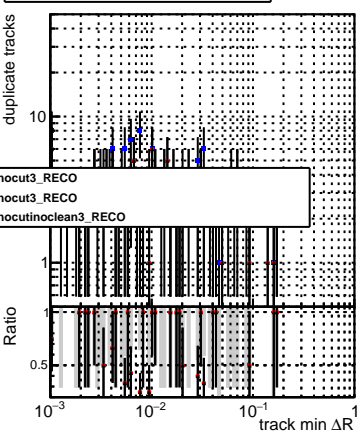 duplicate tracks
10
nocut3_RECO
nocut3_RECO
nocutinoclean3_RECO
1
Ratio
1
0.5
10⁻³ 10⁻² 10⁻¹ 1
track min ΔR